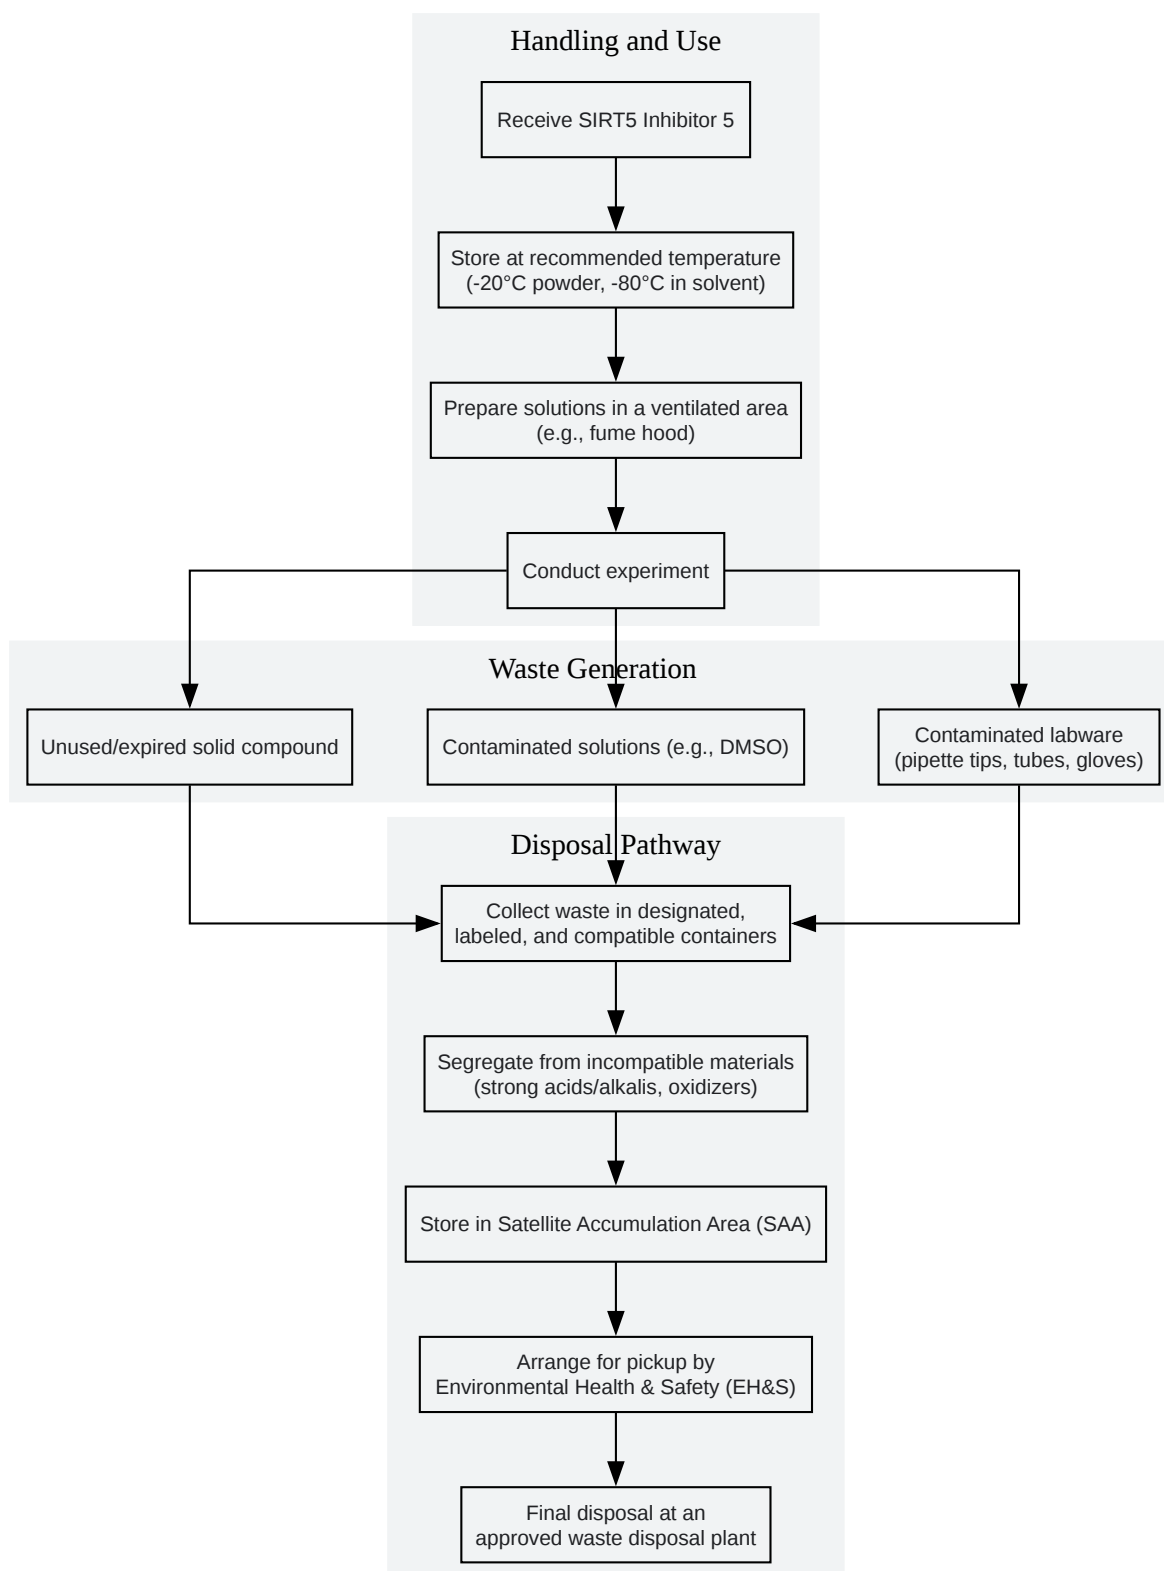 Handling and Use
Receive SIRT5 Inhibitor 5
Store at recommended temperature
(-20°C powder, -80°C in solvent)
Prepare solutions in a ventilated area
(e.g., fume hood)
Conduct experiment
Waste Generation
Unused/expired solid compound
Contaminated solutions (e.g., DMSO)
Contaminated labware
(pipette tips, tubes, gloves)
Disposal Pathway
Collect waste in designated,
labeled, and compatible containers
Segregate from incompatible materials
(strong acids/alkalis, oxidizers)
Store in Satellite Accumulation Area (SAA)
Arrange for pickup by
Environmental Health & Safety (EH&S)
Final disposal at an
approved waste disposal plant